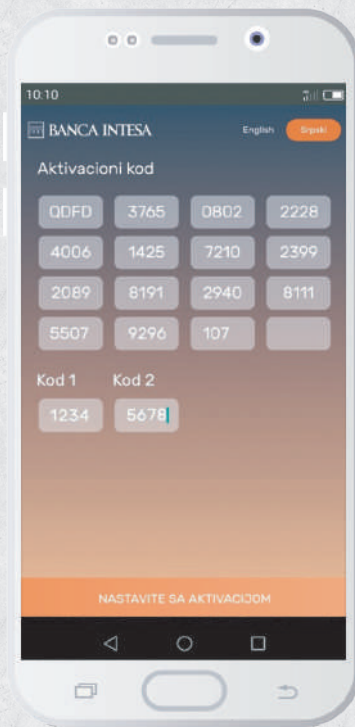 10:10
BANCA INTESA English Srpski
Aktivacioni kod
QDFD 3765 0802 2228
4006 1425 7210 2399
2089 8191 2940 8111
5507 9296 107
Kod 1 Kod 2
1234 5678
NASTAVITE SA AKTIVACIJOM